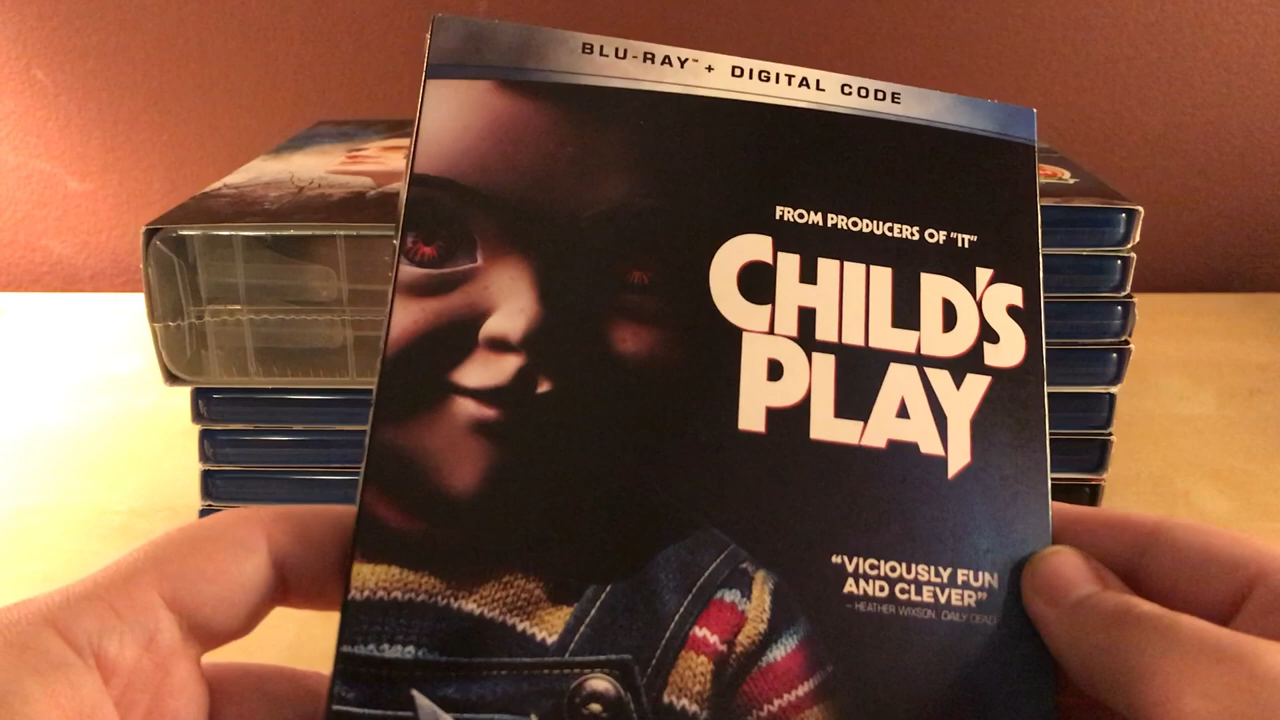 BLU-RAY™ + DIGITAL CODE
FROM PRODUCERS OF "IT"
CHILD'S
PLAY
"VICIOUSLY FUN
AND CLEVER"
– HEATHER WIXSON, DAILY DEAD